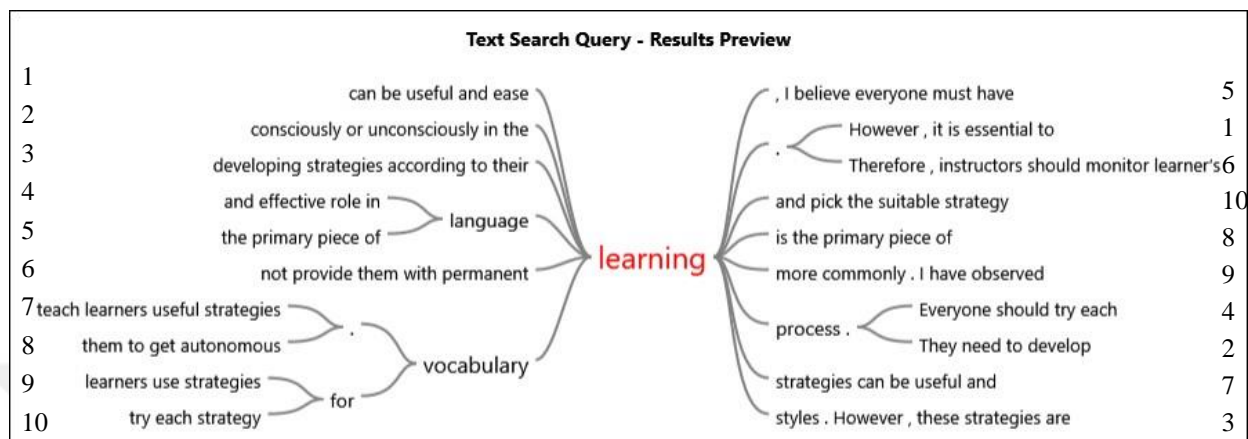 Text Search Query - Results Preview
1
can be useful and ease
, I believe everyone must have
5
2
consciously or unconsciously in the
However , it is essential to
1
.
3
developing strategies according to their
Therefore , instructors should monitor learner's
6
4
and effective role in
and pick the suitable strategy
10
language
5
the primary piece of
is the primary piece of
8
learning
6
not provide them with permanent
more commonly . I have observed
9
7
teach learners useful strategies
Everyone should try each
4
.
process .
8
them to get autonomous
They need to develop
2
vocabulary
9
learners use strategies
strategies can be useful and
7
for
10
try each strategy
styles . However , these strategies are
3